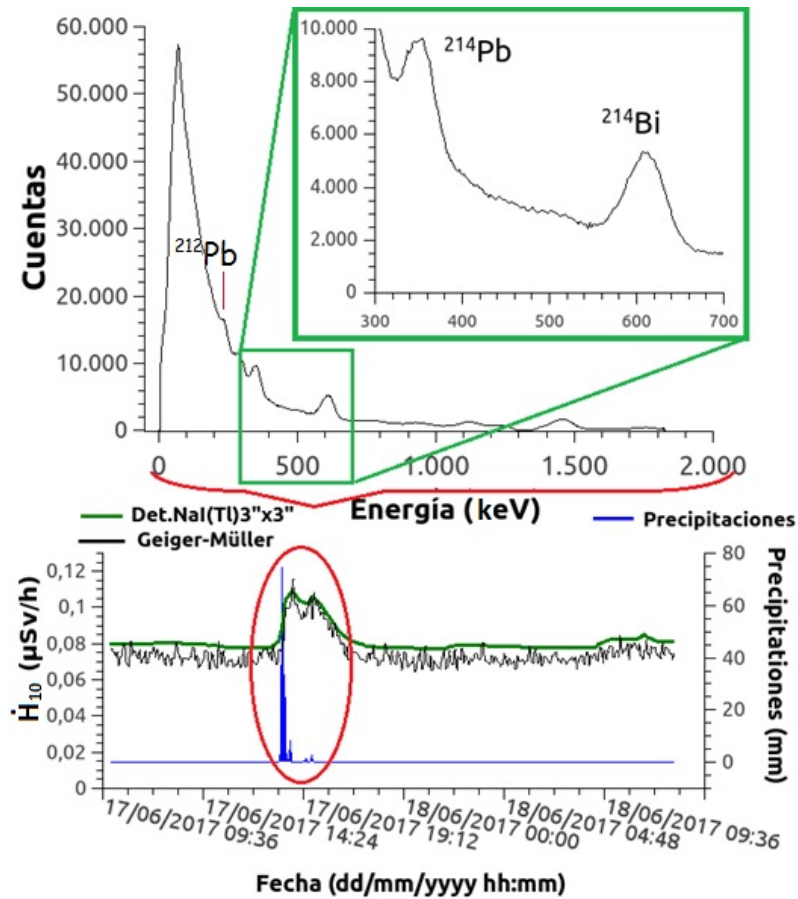 60.000
50.000
40.000
30.000
20.000
10.000
0
Cuentas
212Pb
10.000
8.000
6.000
4.000
2.000
0
214Pb
214Bi
300 400 500 600 700
0 500 1.000 1.500 2.000
Energía (keV)
Det.NaI(Tl)3"x3"
Geiger-Müller
Precipitaciones
0,12
0,1
0,08
0,06
0,04
0,02
0
Ḣ10 (µSv/h)
80
60
40
20
0
Precipitationes (mm)
17/06/2017 09:36
17/06/2017 14:24
17/06/2017 19:12
18/06/2017 00:00
18/06/2017 04:48
18/06/2017 09:36
Fecha (dd/mm/yyyy hh:mm)